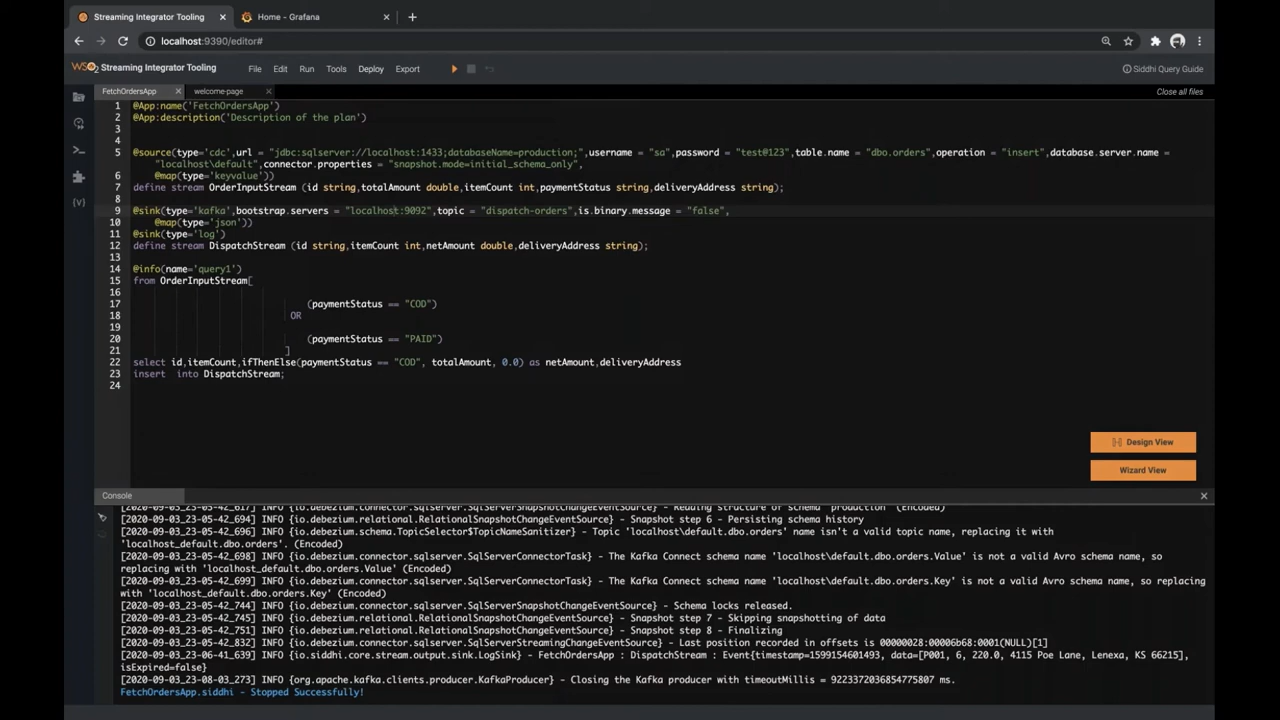 Streaming Integrator Tooling
Home - Grafana
localhost:9390/editor#
WSO2 Streaming Integrator Tooling
File Edit Run Tools Deploy Export
Siddhi Query Guide
FetchOrdersApp
welcome-page
Close all files
1 @App:name('FetchOrdersApp')
2 @App:description('Description of the plan')
3
4
5 @source(type='cdc',url = "jdbc:sqlserver://localhost:1433;databaseName=production;",username = "sa",password = "test@123",table.name = "dbo.orders",operation = "insert",database.server.name =
"localhost\default",connector.properties = "snapshot.mode=initial_schema_only",
6 @map(type='keyvalue'))
7 define stream OrderInputStream (id string,totalAmount double,itemCount int,paymentStatus string,deliveryAddress string);
8
9 @sink(type='kafka',bootstrap.servers = "localhost:9092",topic = "dispatch-orders",is.binary.message = "false",
10 @map(type='json'))
11 @sink(type='log')
12 define stream DispatchStream (id string,itemCount int,netAmount double,deliveryAddress string);
13
14 @info(name='query1')
15 from OrderInputStream[
16
17 (paymentStatus == "COD")
18 OR
19
20 (paymentStatus == "PAID")
21 ]
22 select id,itemCount,ifThenElse(paymentStatus == "COD", totalAmount, 0.0) as netAmount,deliveryAddress
23 insert into DispatchStream;
24
Design View
Wizard View
Console
[2020-09-03_23-05-42_617] INFO {io.debezium.relational.RelationalSnapshotChangeEventSource} - Reading structure of schema 'production' (Encoded)
[2020-09-03_23-05-42_694] INFO {io.debezium.relational.RelationalSnapshotChangeEventSource} - Snapshot step 6 - Persisting schema history
[2020-09-03_23-05-42_696] INFO {io.debezium.schema.TopicSelector$TopicNameSanitizer} - Topic 'localhost\default.dbo.orders' name isn't a valid topic name, replacing it with
'localhost_default.dbo.orders'. (Encoded)
[2020-09-03_23-05-42_698] INFO {io.debezium.connector.sqlserver.SqlServerConnectorTask} - The Kafka Connect schema name 'localhost\default.dbo.orders.Value' is not a valid Avro schema name, so
replacing with 'localhost_default.dbo.orders.Value' (Encoded)
[2020-09-03_23-05-42_699] INFO {io.debezium.connector.sqlserver.SqlServerConnectorTask} - The Kafka Connect schema name 'localhost\default.dbo.orders.Key' is not a valid Avro schema name, so replacing
with 'localhost_default.dbo.orders.Key' (Encoded)
[2020-09-03_23-05-42_744] INFO {io.debezium.connector.sqlserver.SqlServerSnapshotChangeEventSource} - Schema locks released.
[2020-09-03_23-05-42_745] INFO {io.debezium.relational.RelationalSnapshotChangeEventSource} - Snapshot step 7 - Skipping snapshotting of data
[2020-09-03_23-05-42_751] INFO {io.debezium.relational.RelationalSnapshotChangeEventSource} - Snapshot step 8 - Finalizing
[2020-09-03_23-05-42_832] INFO {io.debezium.connector.sqlserver.SqlServerStreamingChangeEventSource} - Last position recorded in offsets is 00000028:00006b68:0001(NULL)[1]
[2020-09-03_23-06-41_639] INFO {io.siddhi.core.stream.output.sink.LogSink} - FetchOrdersApp : DispatchStream : Event{timestamp=1599154601493, data=[P001, 6, 220.0, 4115 Poe Lane, Lenexa, KS 66215],
isExpired=false}
[2020-09-03_23-08-03_273] INFO {org.apache.kafka.clients.producer.KafkaProducer} - Closing the Kafka producer with timeoutMillis = 9223372036854775807 ms.
FetchOrdersApp.siddhi - Stopped Successfully!